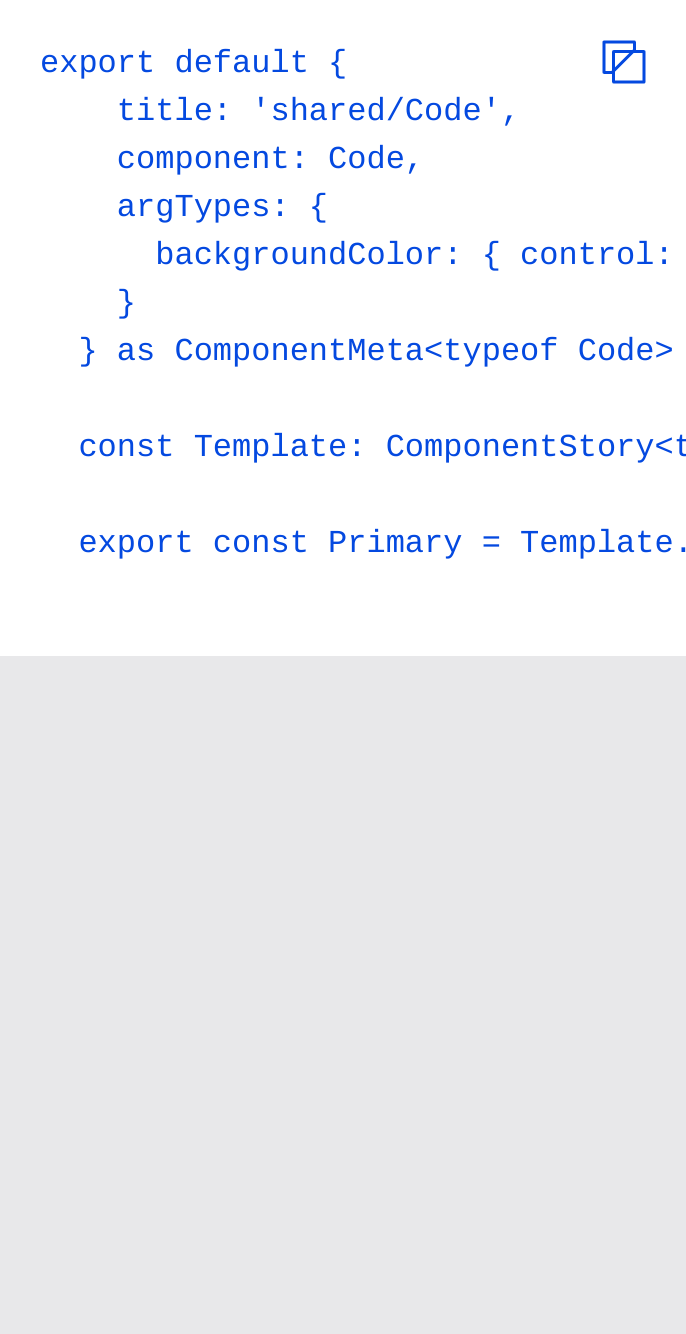 export default {
    title: 'shared/Code',
    component: Code,
    argTypes: {
      backgroundColor: { control:
    }
  } as ComponentMeta<typeof Code>
  const Template: ComponentStory<t
  export const Primary = Template.